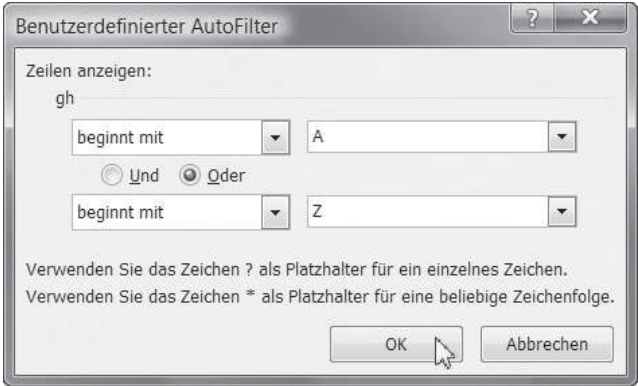 Benutzerdefinierter AutoFilter
Zeilen anzeigen:
gh
beginnt mit A
Und Oder
beginnt mit Z
Verwenden Sie das Zeichen ? als Platzhalter für ein einzelnes Zeichen.
Verwenden Sie das Zeichen * als Platzhalter für eine beliebige Zeichenfolge.
OK Abbrechen